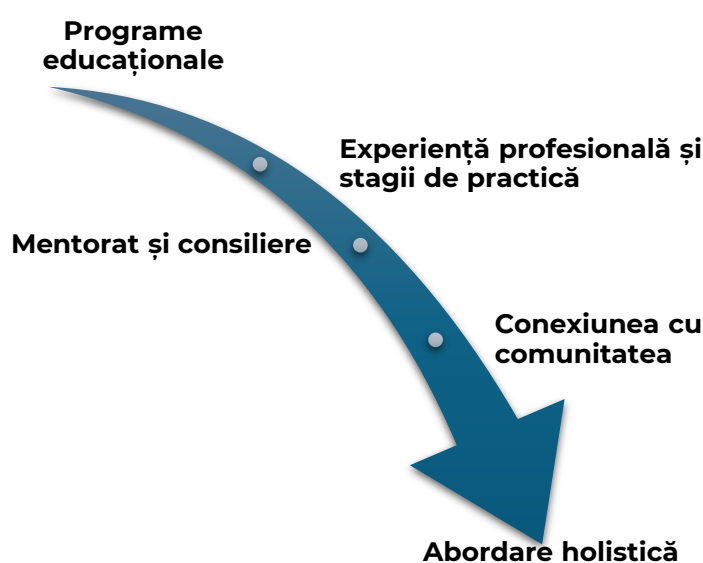 Programe
educaționale
Experiență profesională și
stagii de practică
Mentorat și consiliere
Conexiunea cu
comunitatea
Abordare holistică